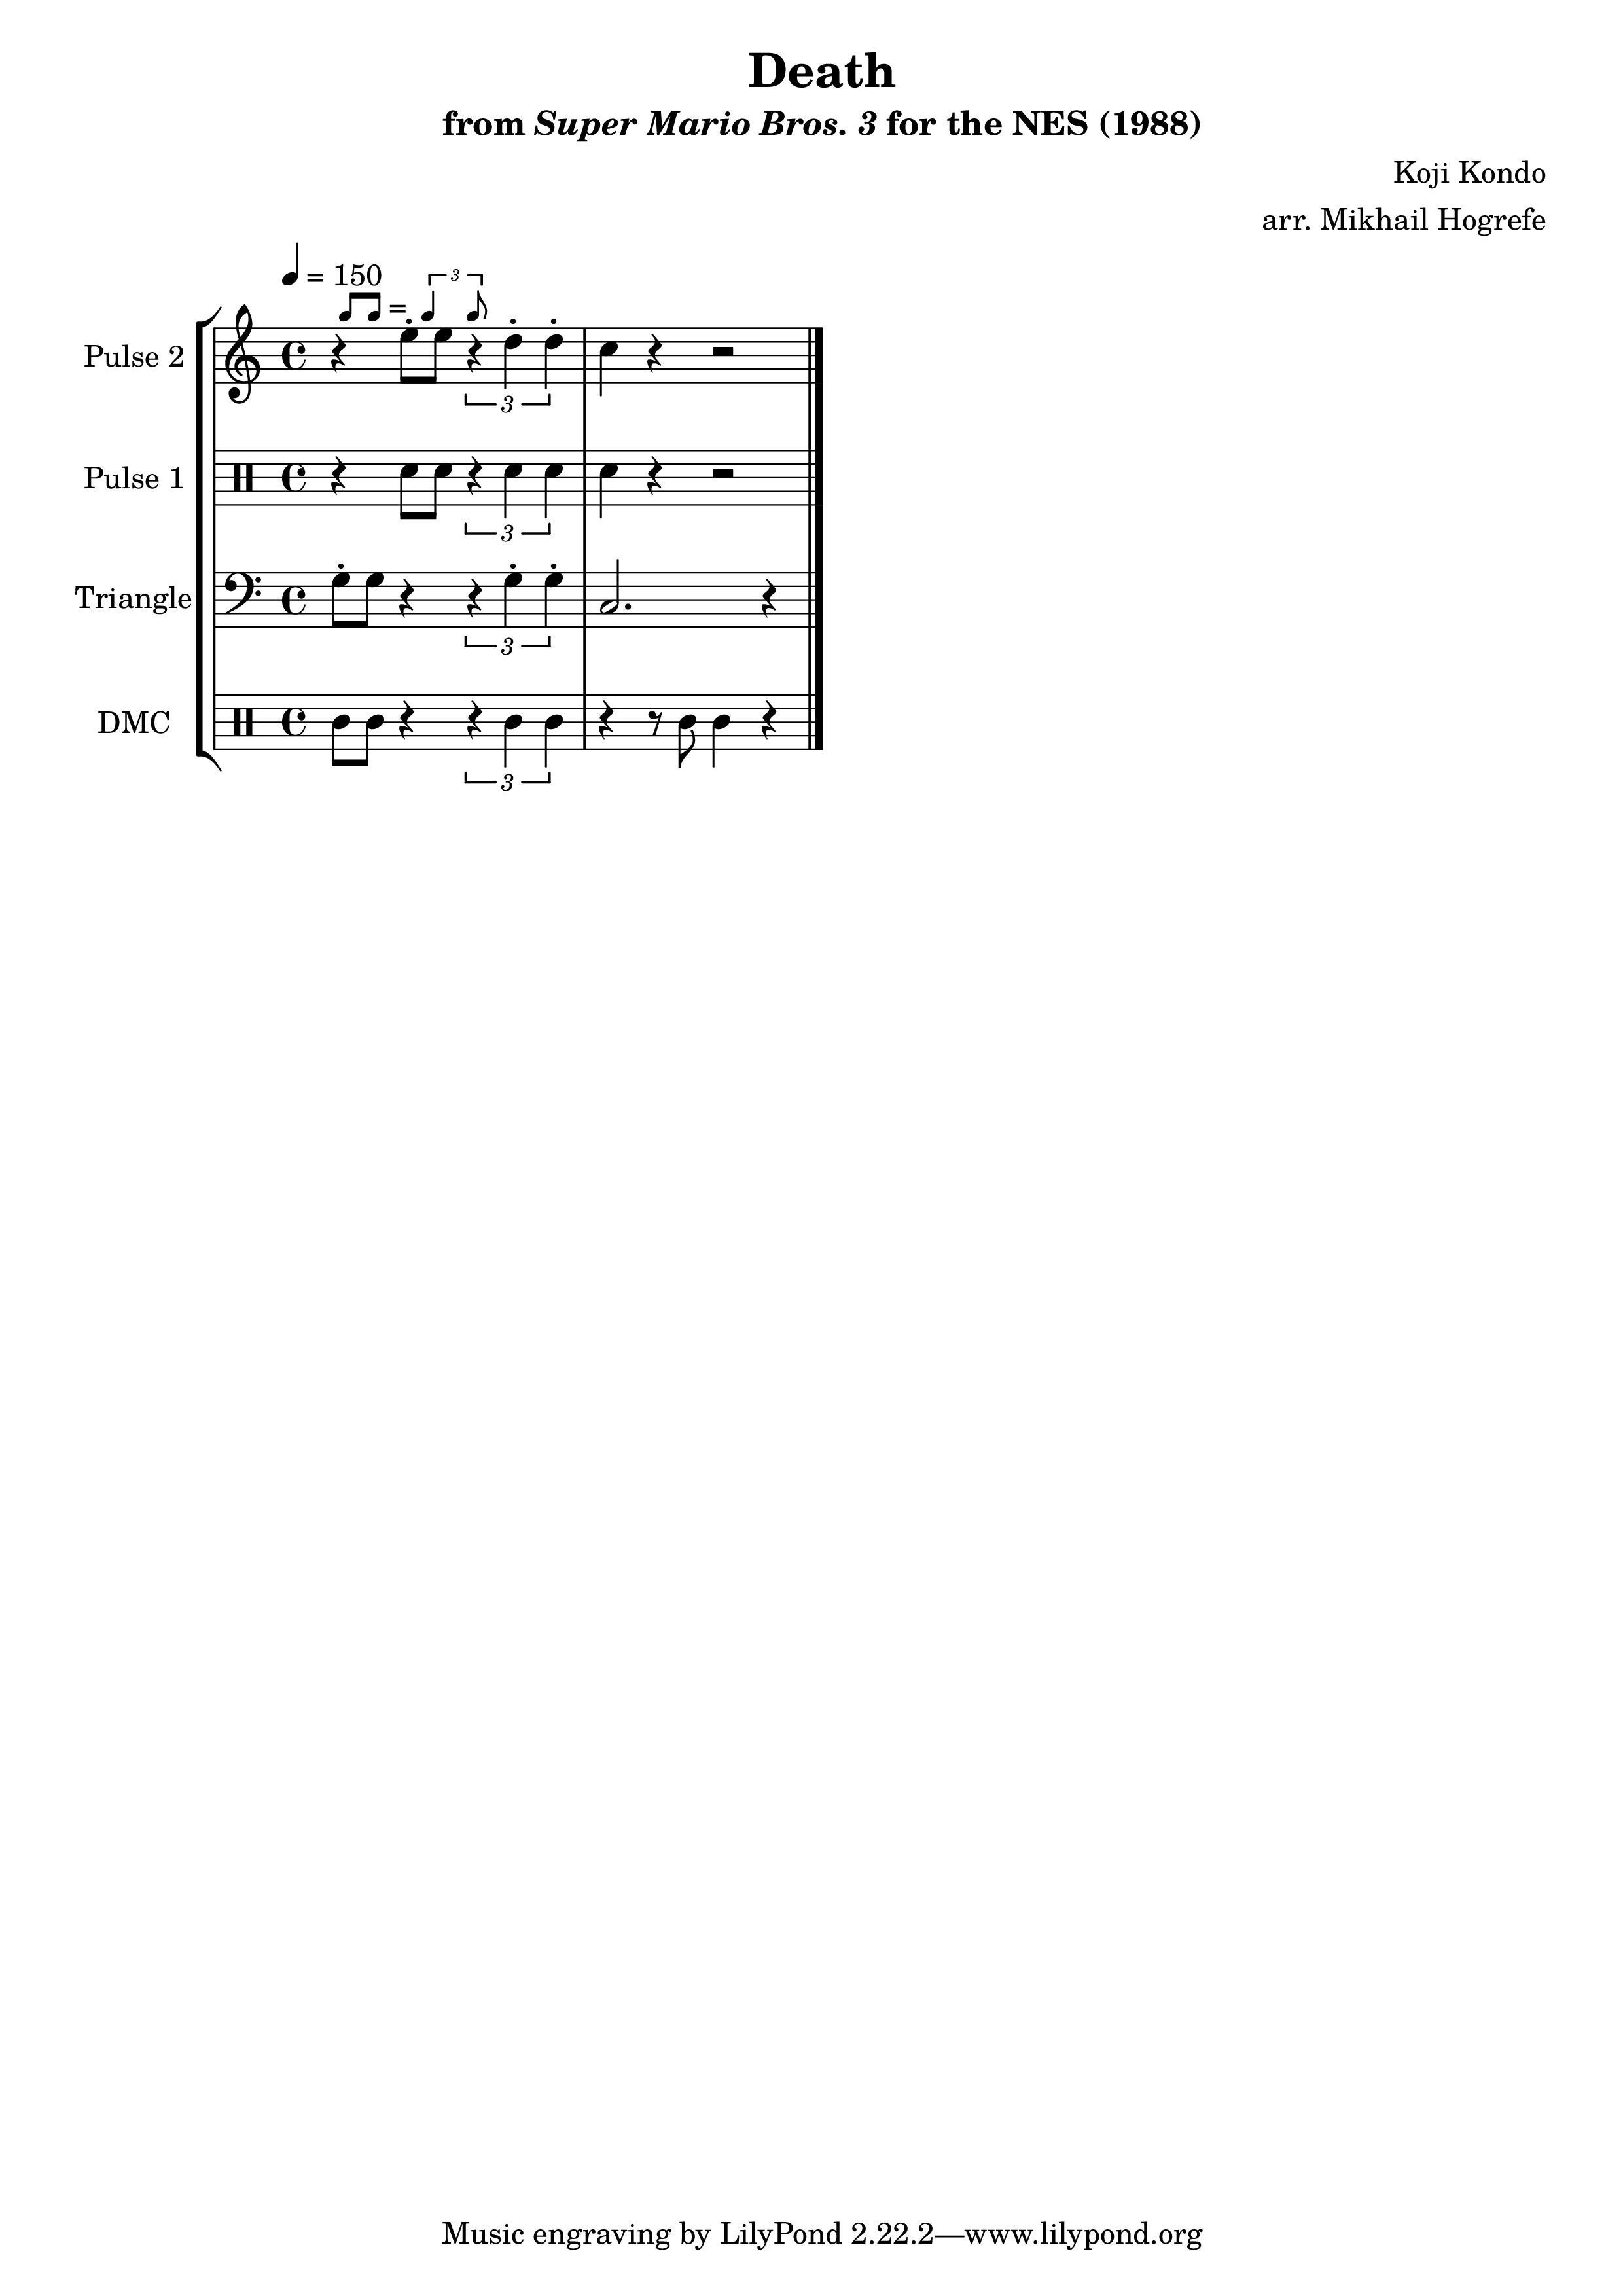 Death
from Super Mario Bros. 3 for the NES (1988)
Koji Kondo
arr. Mikhail Hogrefe
= 150
= 3
Pulse 2
3
Pulse 1
3
Triangle
3
DMC
3
Music engraving by LilyPond 2.22.2—www.lilypond.org